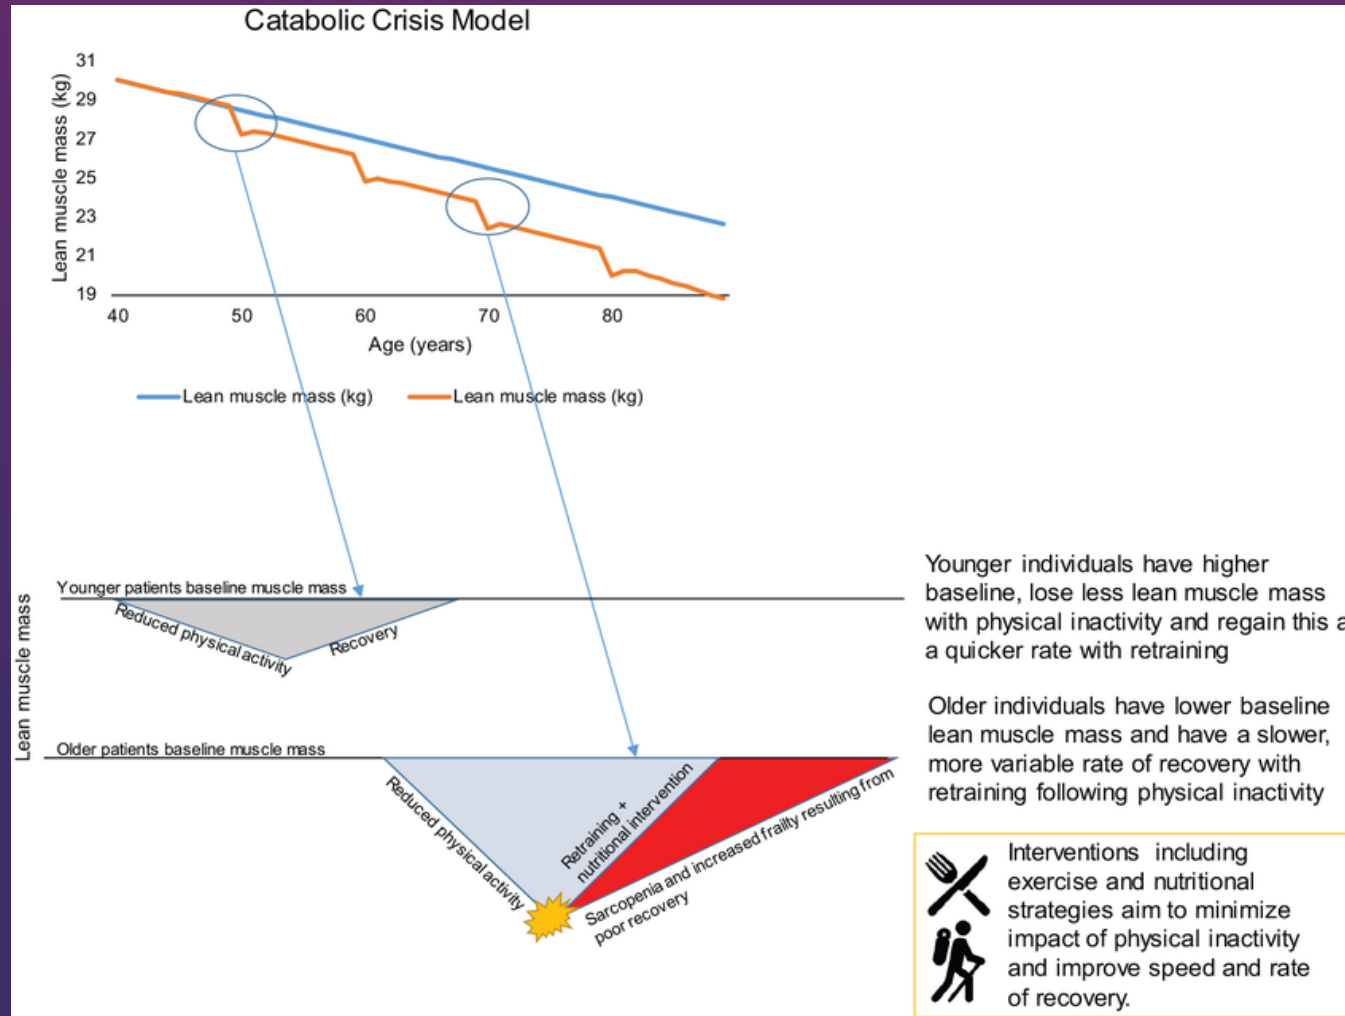 Catabolic Crisis Model
Lean muscle mass (kg)
31
29
27
25
23
21
19
40 50 60 70 80
Age (years)
Lean muscle mass (kg) Lean muscle mass (kg)
Lean muscle mass
Younger patients baseline muscle mass
Reduced physical activity
Recovery
Older patients baseline muscle mass
Reduced physical activity
Retraining +
nutritional intervention
Sarcopenia and increased frailty resulting from
poor recovery
Younger individuals have higher
baseline, lose less lean muscle mass
with physical inactivity and regain this a
a quicker rate with retraining
Older individuals have lower baseline
lean muscle mass and have a slower,
more variable rate of recovery with
retraining following physical inactivity
Interventions including
exercise and nutritional
strategies aim to minimize
impact of physical inactivity
and improve speed and rate
of recovery.